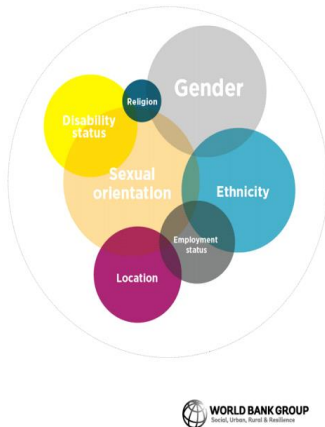 Gender
Religion
Disability
status
Sexual
orientation
Ethnicity
Employment
status
Location
WORLD BANK GROUP
Social, Urban, Rural & Resilience